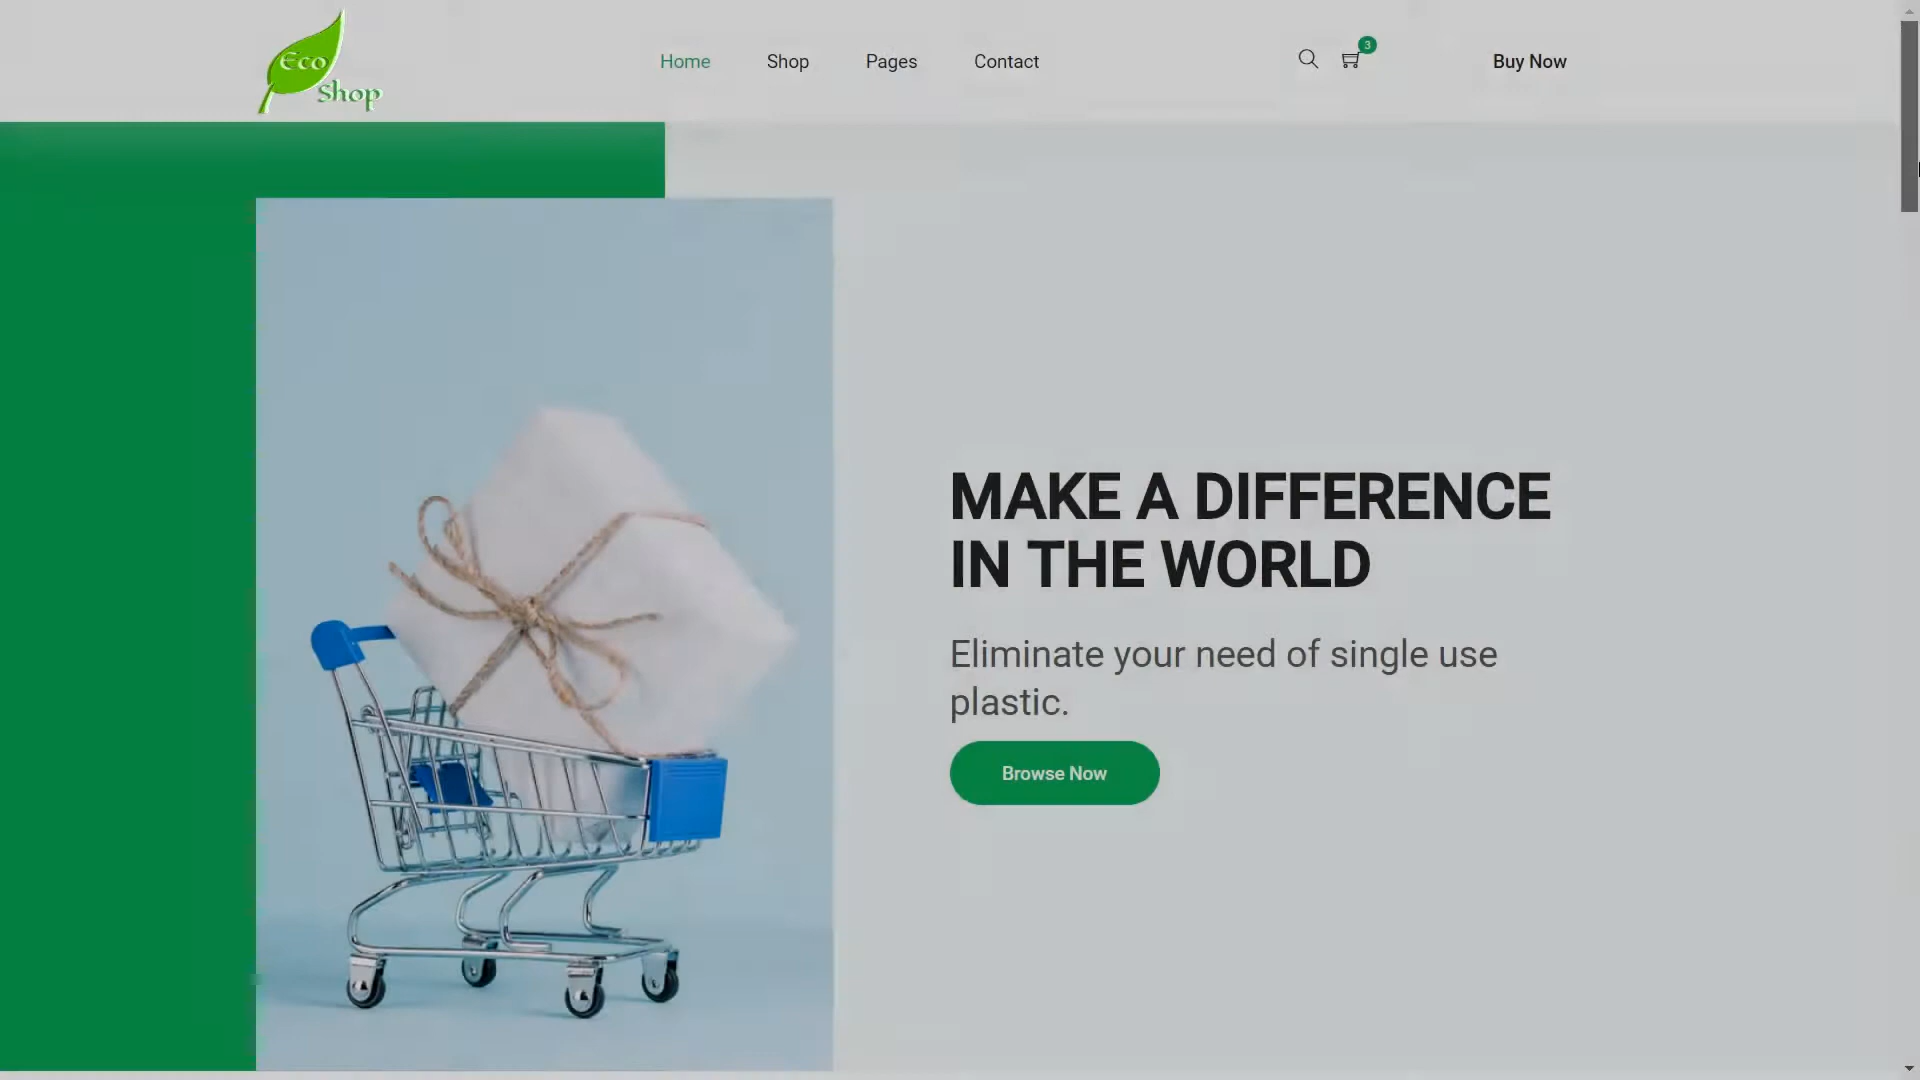 Eco
Shop
Home
Shop
Pages
Contact
3
Buy Now
MAKE A DIFFERENCE
IN THE WORLD
Eliminate your need of single use
plastic.
Browse Now